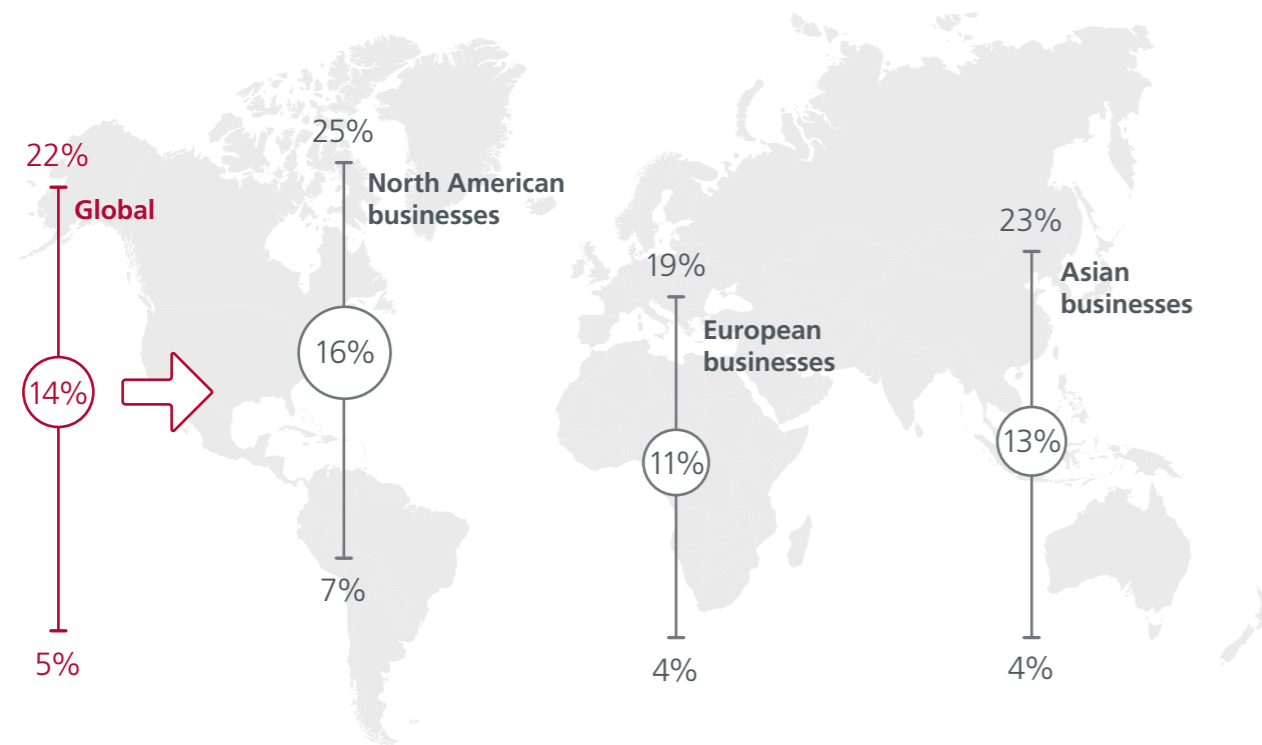 22%
Global
14%
5%
25%
North American
businesses
16%
7%
19%
European
businesses
11%
4%
23%
Asian
businesses
13%
4%